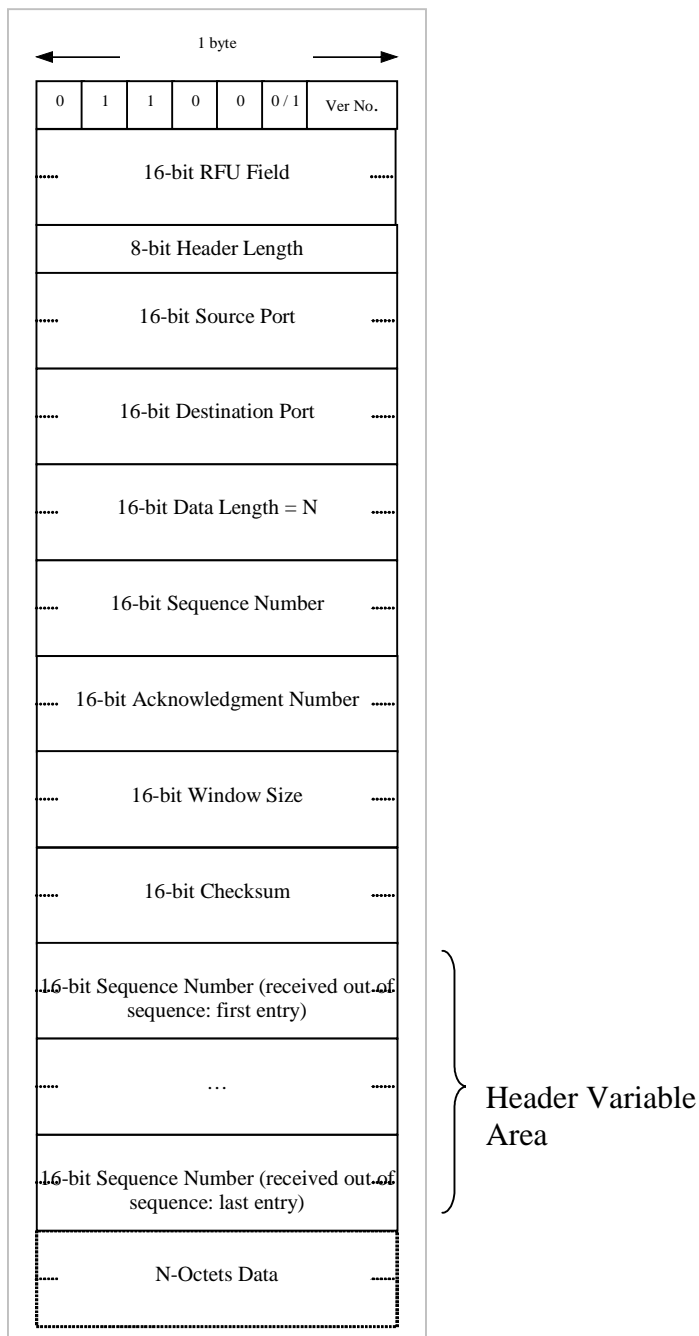 1 byte
0 1 1 0 0 0 / 1 Ver No.
16-bit RFU Field
8-bit Header Length
16-bit Source Port
16-bit Destination Port
16-bit Data Length = N
16-bit Sequence Number
16-bit Acknowledgment Number
16-bit Window Size
16-bit Checksum
16-bit Sequence Number (received out of
sequence: first entry)
…
Header Variable
Area
16-bit Sequence Number (received out of
sequence: last entry)
N-Octets Data